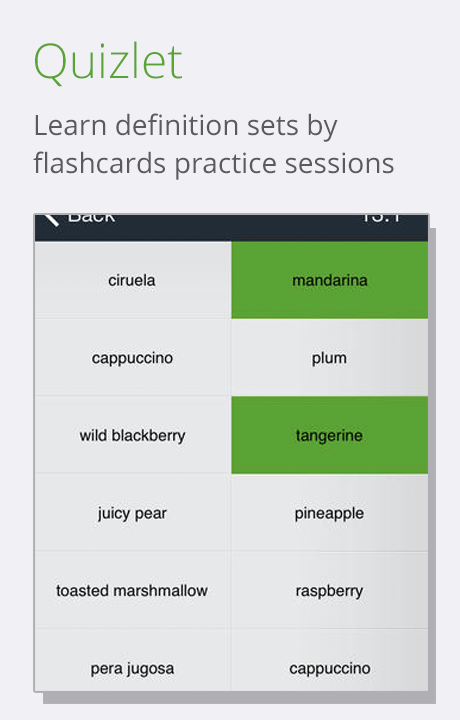 Quizlet
Learn definition sets by
flashcards practice sessions
Back 13.1
ciruela mandarina
cappuccino plum
wild blackberry tangerine
juicy pear pineapple
toasted marshmallow raspberry
pera jugosa cappuccino